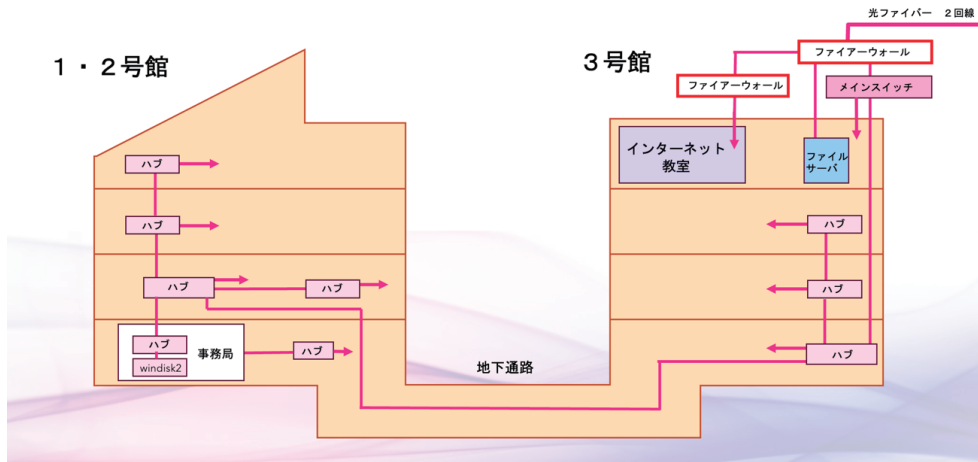 光ファイバー 2回線
1・2号館
3号館
ファイアーウォール
ファイアーウォール
メインスイッチ
インターネット
教室
ファイル
サーバ
ハブ
ハブ
ハブ
ハブ
ハブ
ハブ
ハブ
windisk2
事務局
ハブ
ハブ
地下通路